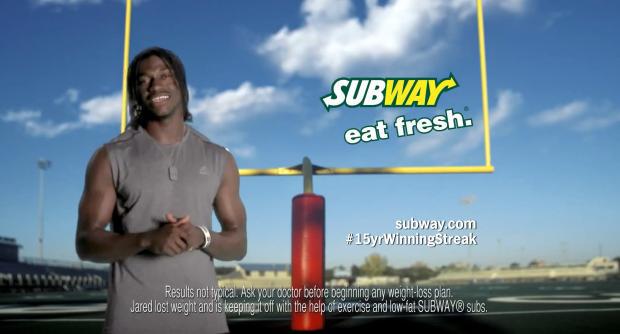 SUBWAY
eat fresh.®
subway.com
#15yrWinningStreak
Results not typical. Ask your doctor before beginning any weight-loss plan.
Jared lost weight and is keeping it off with the help of exercise and low-fat SUBWAY® subs.